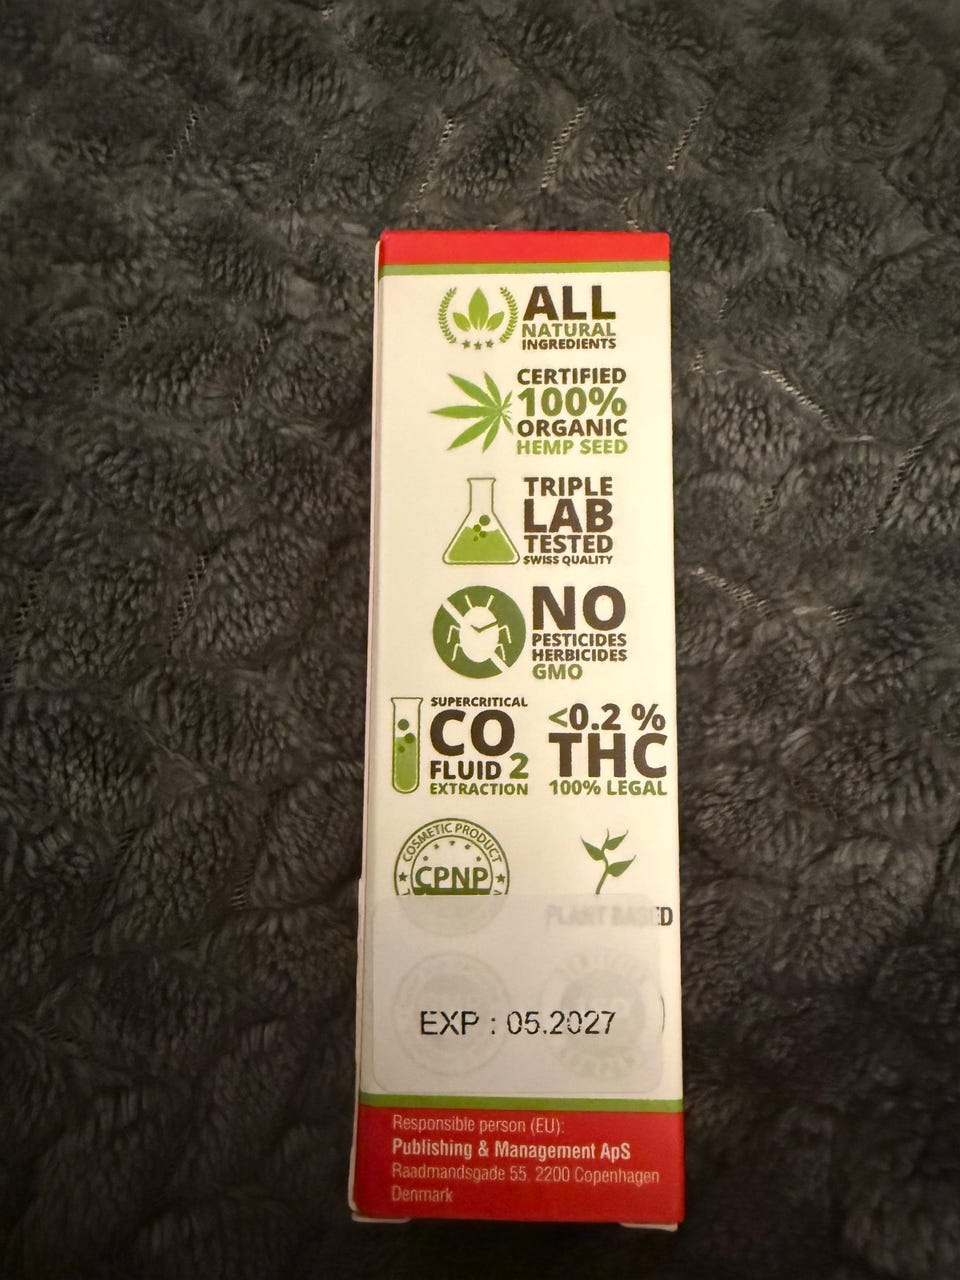 ALL
NATURAL
INGREDIENTS
CERTIFIED
100%
ORGANIC
HEMP SEED
TRIPLE
LAB
TESTED
SWISS QUALITY
NO
PESTICIDES
HERBICIDES
GMO
SUPERCRITICAL
CO2
FLUID
EXTRACTION
<0.2 %
THC
100% LEGAL
COSMETIC PRODUCT
CPNP
PLANT BASED
EXP : 05.2027
Responsible person (EU):
Publishing & Management ApS
Raadmandsgade 55. 2200 Copenhagen
Denmark